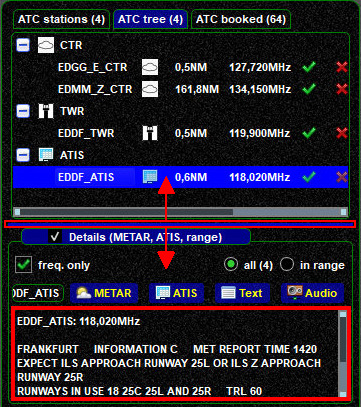 ATC stations (4) ATC tree (4) ATC booked (64)
CTR
EDGG_E_CTR 0,5NM 127,720MHz
EDMM_Z_CTR 161,8NM 134,150MHz
TWR
EDDF_TWR 0,5NM 119,900MHz
ATIS
EDDF_ATIS 0,6NM 118,020MHz
Details (METAR, ATIS, range)
freq. only all (4) in range
DDF_ATIS METAR ATIS Text Audio
EDDF_ATIS: 118,020MHz
FRANKFURT INFORMATION C MET REPORT TIME 1420
EXPECT ILS APPROACH RUNWAY 25L OR ILS Z APPROACH
RUNWAY 25R
RUNWAYS IN USE 18 25C 25L AND 25R TRL 60